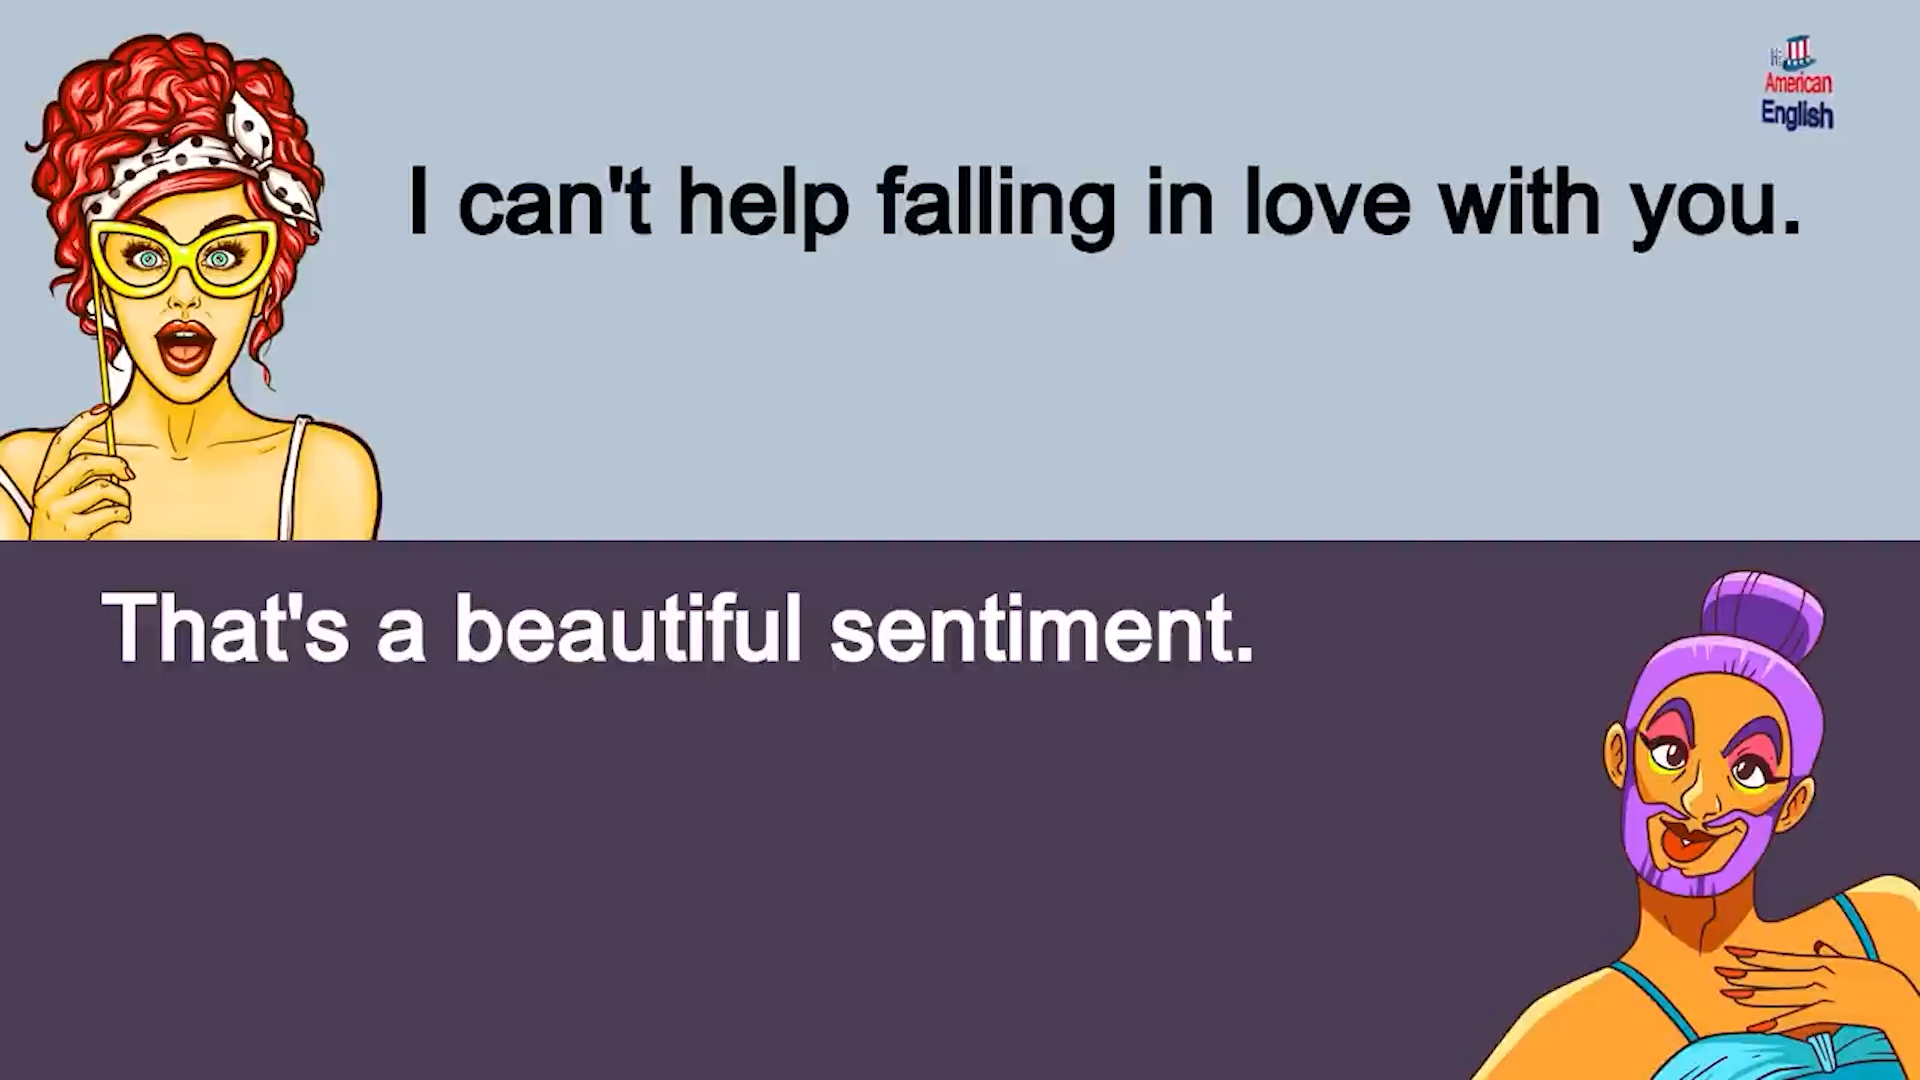 American
English
I can't help falling in love with you.
That's a beautiful sentiment.